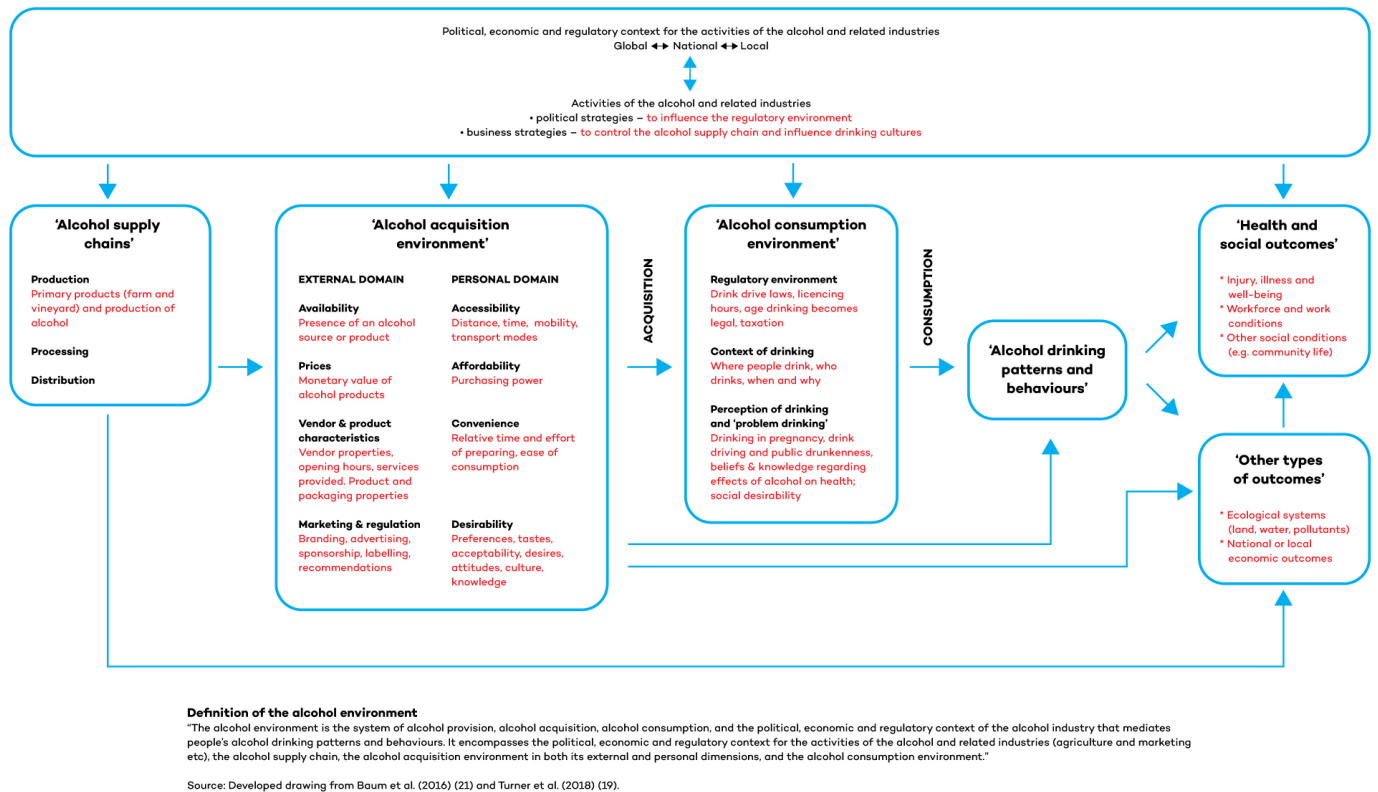 Political, economic and regulatory context for the activities of the alcohol and related industries
Global ↔ National ↔ Local
Activities of the alcohol and related industries
• political strategies – to influence the regulatory environment
• business strategies – to control the alcohol supply chain and influence drinking cultures
‘Alcohol supply
chains’
Production
Primary products (farm and
vineyard) and production of
alcohol
Processing
Distribution
‘Alcohol acquisition
environment’
EXTERNAL DOMAIN
Availability
Presence of an alcohol
source or product
Prices
Monetary value of
alcohol products
Vendor & product
characteristics
Vendor properties,
opening hours, services
provided. Product and
packaging properties
Marketing & regulation
Branding, advertising,
sponsorship, labelling,
recommendations
PERSONAL DOMAIN
Accessibility
Distance, time, mobility,
transport modes
Affordability
Purchasing power
Convenience
Relative time and effort
of preparing, ease of
consumption
Desirability
Preferences, tastes,
acceptability, desires,
attitudes, culture,
knowledge
ACQUISITION
‘Alcohol consumption
environment’
Regulatory environment
Drink drive laws, licencing
hours, age drinking becomes
legal, taxation
Context of drinking
Where people drink, who
drinks, when and why
Perception of drinking
and ‘problem drinking’
Drinking in pregnancy, drink
driving and public drunkenness,
beliefs & knowledge regarding
effects of alcohol on health;
social desirability
CONSUMPTION
‘Alcohol drinking
patterns and
behaviours’
‘Health and
social outcomes’
* Injury, illness and
well-being
* Workforce and work
conditions
* Other social conditions
(e.g. community life)
‘Other types
of outcomes’
* Ecological systems
(land, water, pollutants)
* National or local
economic outcomes
Definition of the alcohol environment
“The alcohol environment is the system of alcohol provision, alcohol acquisition, alcohol consumption, and the political, economic and regulatory context of the alcohol industry that mediates
people’s alcohol drinking patterns and behaviours. It encompasses the political, economic and regulatory context for the activities of the alcohol and related industries (agriculture and marketing
etc), the alcohol supply chain, the alcohol acquisition environment in both its external and personal dimensions, and the alcohol consumption environment.”
Source: Developed drawing from Baum et al. (2016) (21) and Turner et al. (2018) (19).